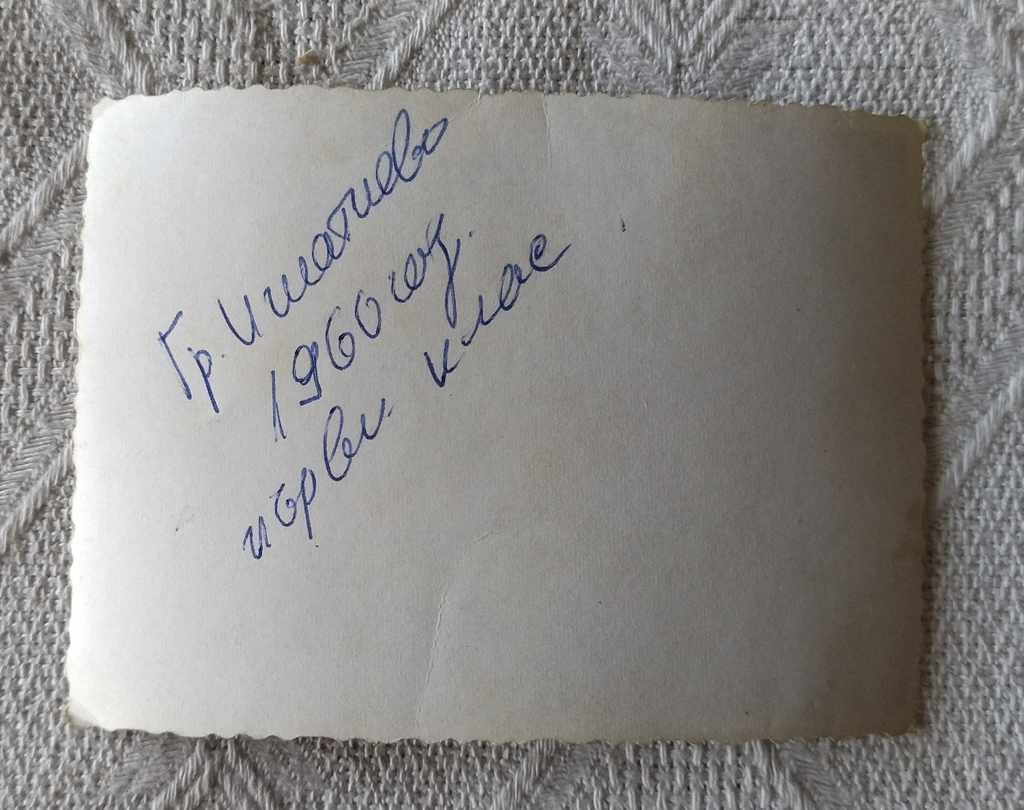 Гр. Игнатиево
1960 год.
първи клас